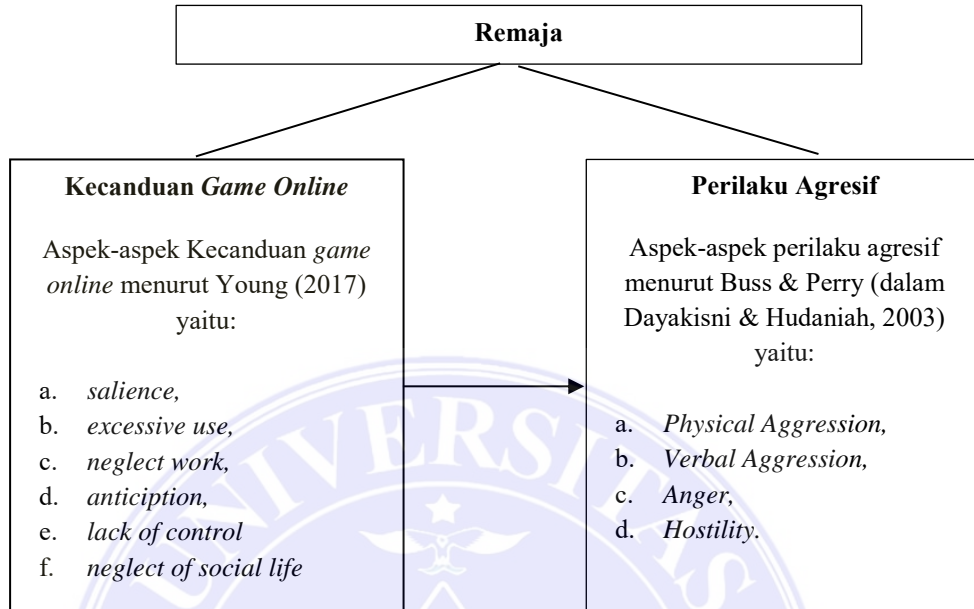 Remaja
Kecanduan Game Online
Aspek-aspek Kecanduan game
online menurut Young (2017)
yaitu:
a. salience,
b. excessive use,
c. neglect work,
d. anticiption,
e. lack of control
f. neglect of social life
Perilaku Agresif
Aspek-aspek perilaku agresif
menurut Buss & Perry (dalam
Dayakisni & Hudaniah, 2003)
yaitu:
a. Physical Aggression,
b. Verbal Aggression,
c. Anger,
d. Hostility.
UNIVERSITAS